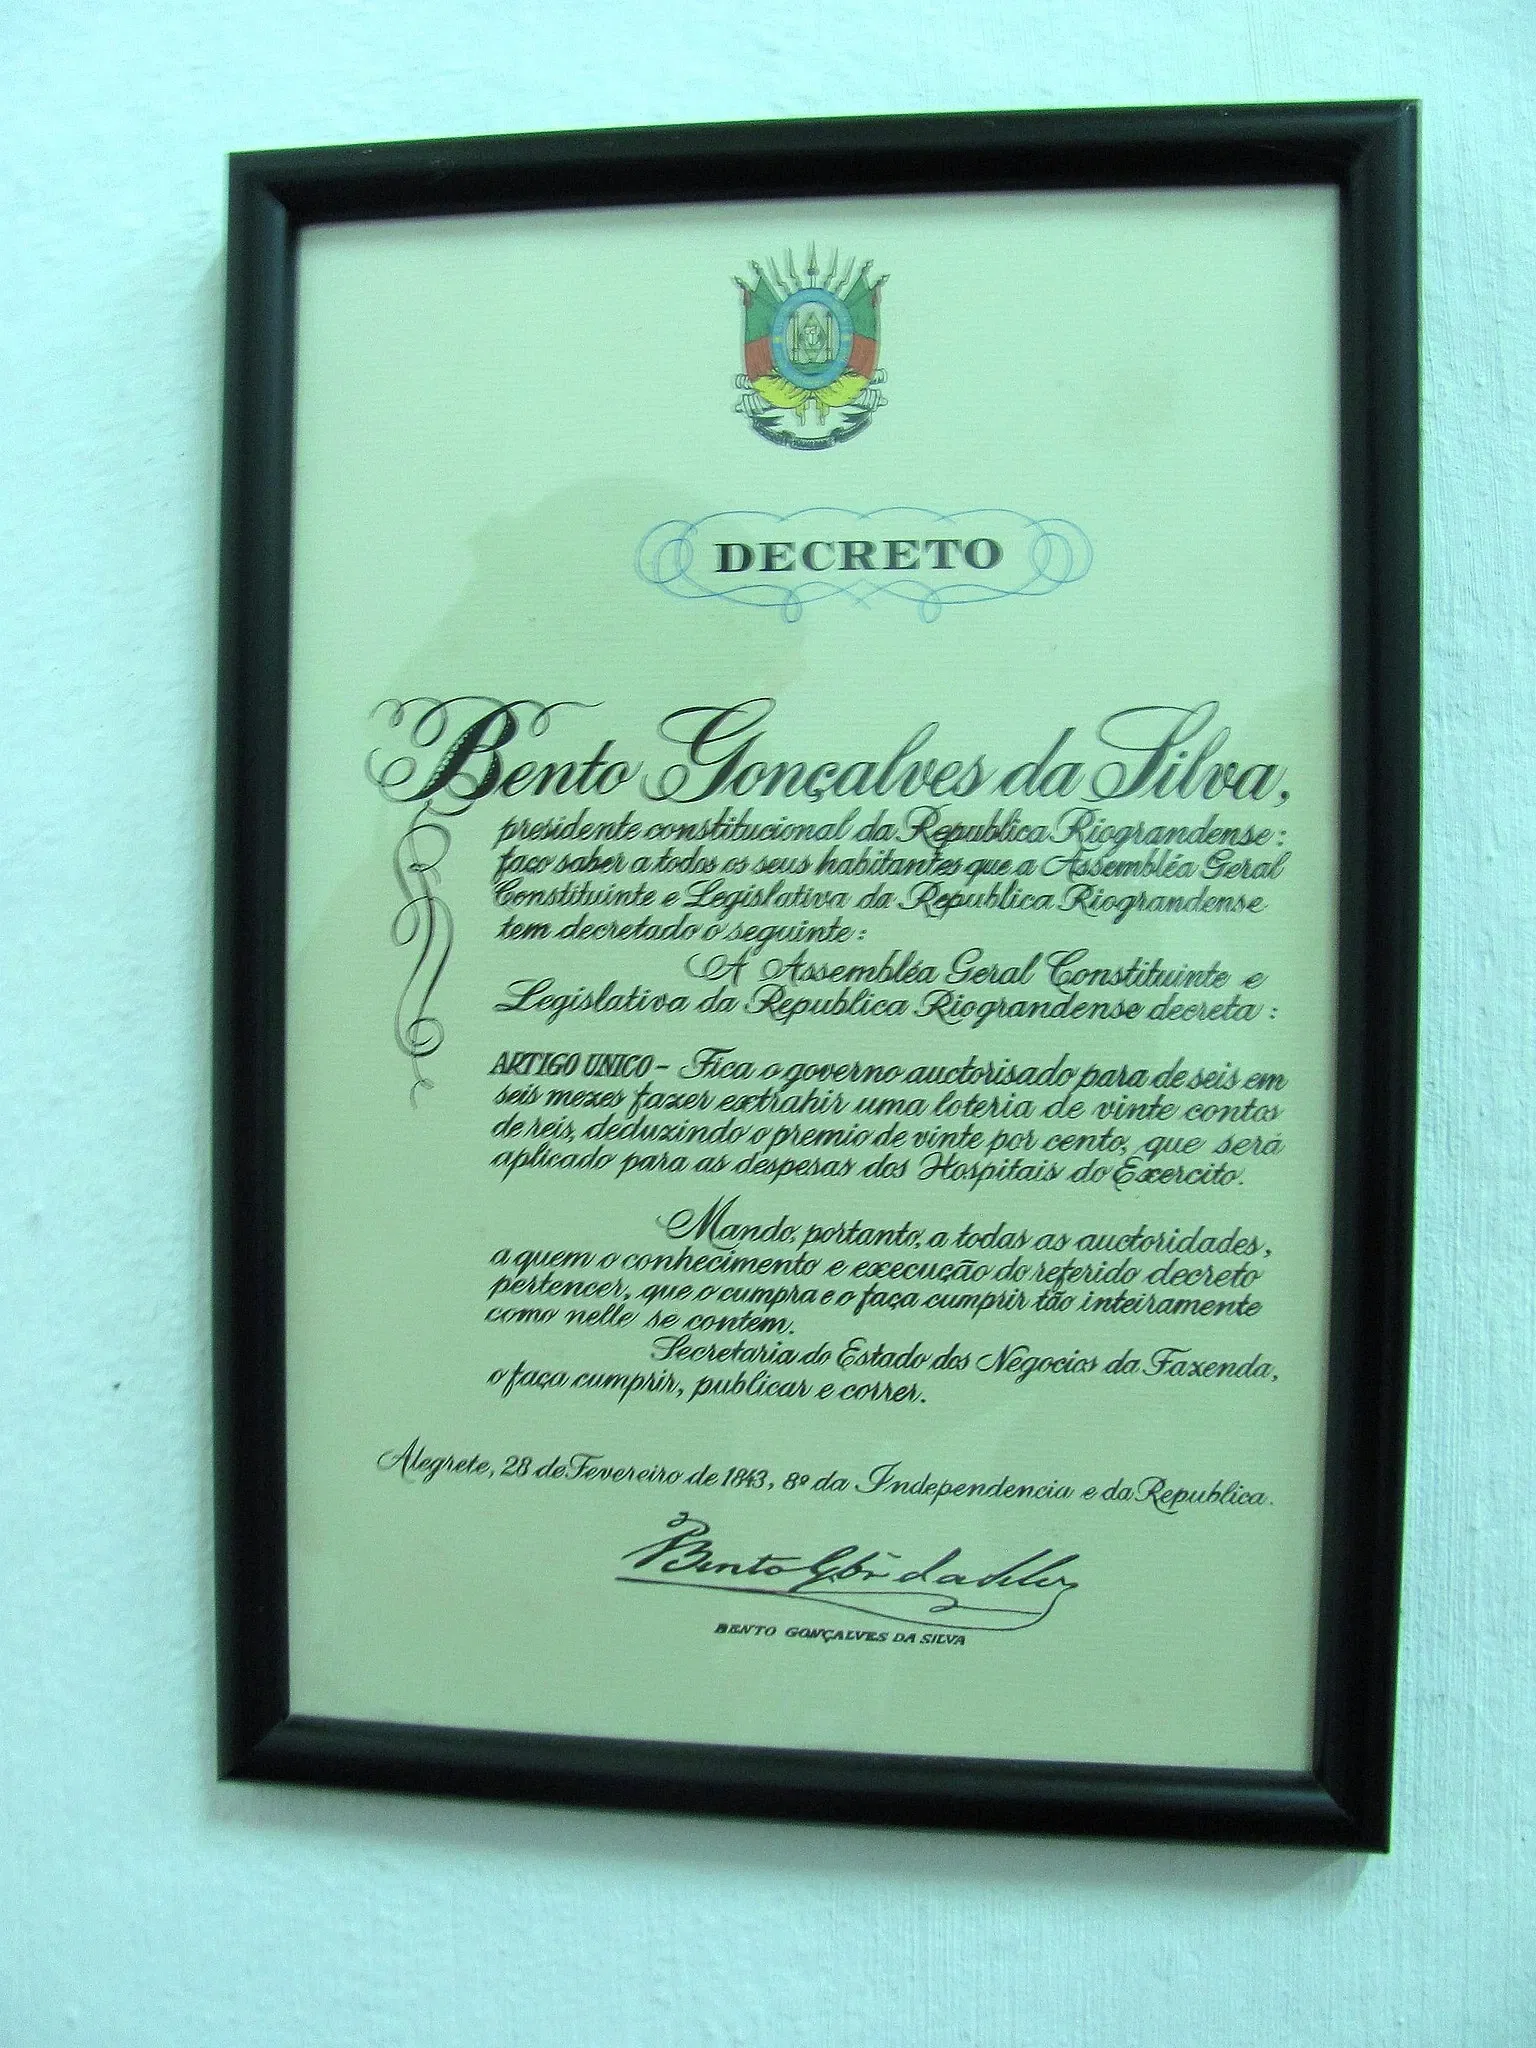 DECRETO
Bento Gonçalves da Silva,
presidente constitucional da Republica Riograndense:
faço saber a todos os seus habitantes que a Assembléa Geral
Constituinte e Legislativa da Republica Riograndense
tem decretado o seguinte:
A Assembléa Geral Constituinte e
Legislativa da Republica Riograndense decreta:
ARTIGO UNICO - Fica o governo auctorisado para de seis em
seis mezes fazer extrahir uma loteria de vinte contos
de reis, deduzindo o premio de vinte por cento, que será
aplicado para as despesas dos Hospitais do Exercito.
Mando, portanto, a todas as auctoridades,
a quem o conhecimento e execução do referido decreto
pertencer, que o cumpra e o faça cumprir tão inteiramente
como nelle se contem.
Secretaria do Estado dos Negocios da Fazenda,
o faça cumprir, publicar e correr.
Alegrete, 28 de Fevereiro de 1843, 8º da Independencia e da Republica.
Bento Glz da Silva
BENTO GONÇALVES DA SILVA